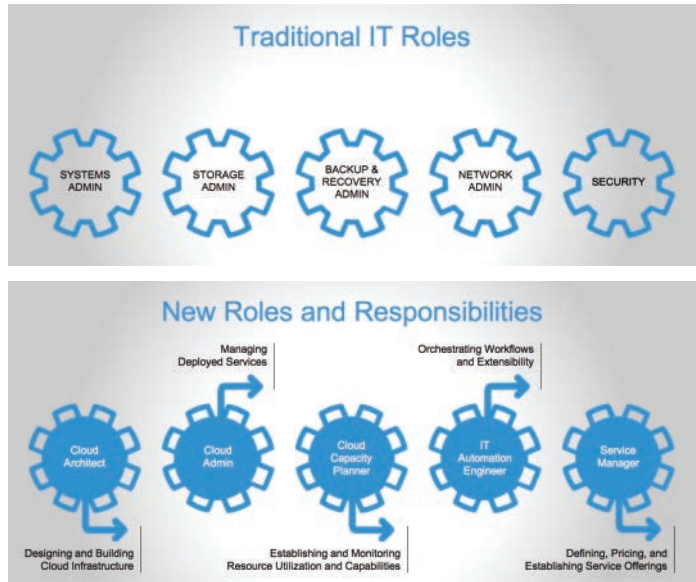 Traditional IT Roles
SYSTEMS
ADMIN
STORAGE
ADMIN
BACKUP &
RECOVERY
ADMIN
NETWORK
ADMIN
SECURITY
New Roles and Responsibilities
Managing
Deployed Services
Orchestrating Workflows
and Extensibility
Cloud
Architect
Cloud
Admin
Cloud
Capacity
Planner
IT
Automation
Engineer
Service
Manager
Designing and Building
Cloud Infrastructure
Establishing and Monitoring
Resource Utilization and Capabilities
Defining, Pricing, and
Establishing Service Offerings